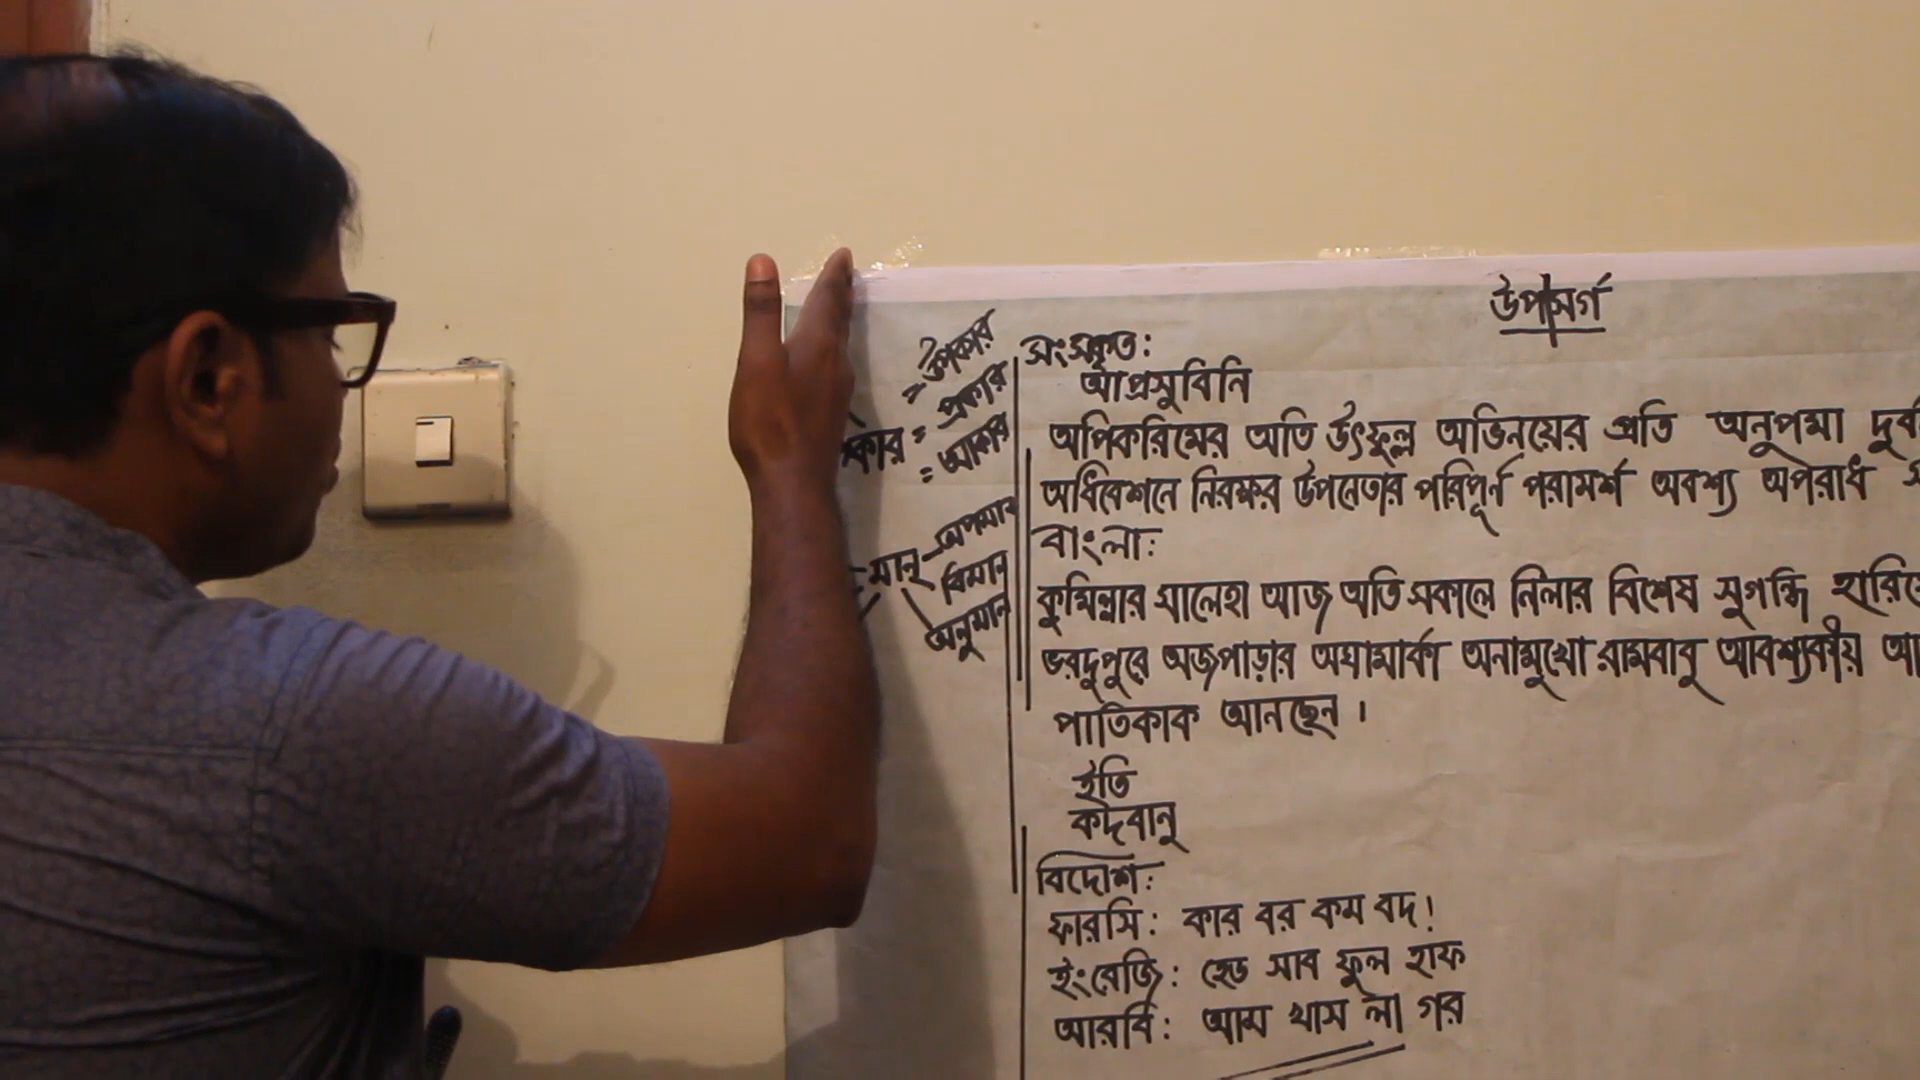 উপসর্গ
সংস্কৃত:
আপ্রসুবিনি
অপিকরিমের অতি উৎফুল্ল অভিনয়ের প্রতি অনুপমা
অধিবেশনে নিরক্ষর উপনেতার পরিপূর্ণ পরামর্শ অবশ্য অপরাধ
বাংলা:
কুমিল্লার সালেহা আজ অতি সকালে নিলার বিশেষ সুগন্ধি
ভরদুপুরে অজপাড়ার অঘামার্কা অনামুখো রামবাবু আবশ্যকীয়
পাতিকাক আনছেন।
ইতি
কদবানু
বিদেশি:
ফারসি: কার বর কম বদ!
ইংরেজি: হেড সাব ফুল হাফ
আরবি: আম খাস লা গর
= উপকার
কার = প্রকার
= আকার
মান - অপমান
বিমান
অনুমান